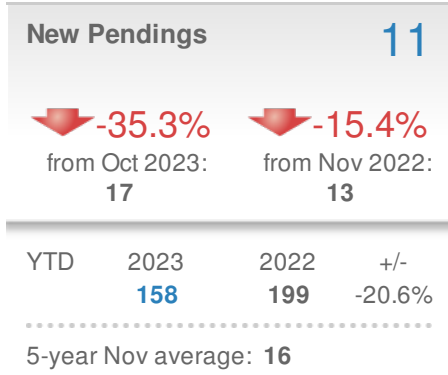 New Pendings 11
-35.3% -15.4%
from Oct 2023: from Nov 2022:
17 13
YTD 2023 2022 +/-
158 199 -20.6%
5-year Nov average: 16